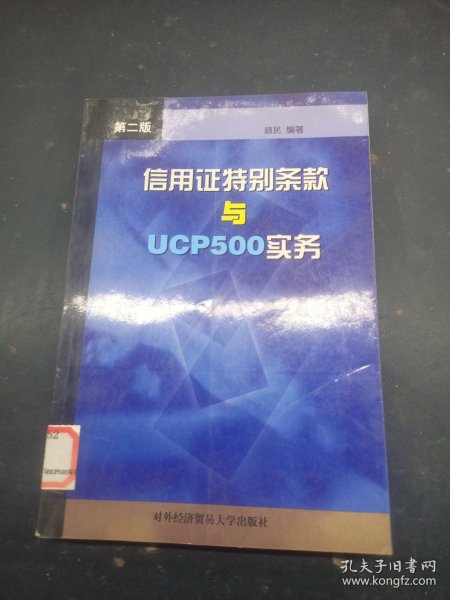 第二版
顾民 编著
信用证特别条款
与
UCP500实务
52
对外经济贸易大学出版社
孔夫子旧书网
www.kongfz.com